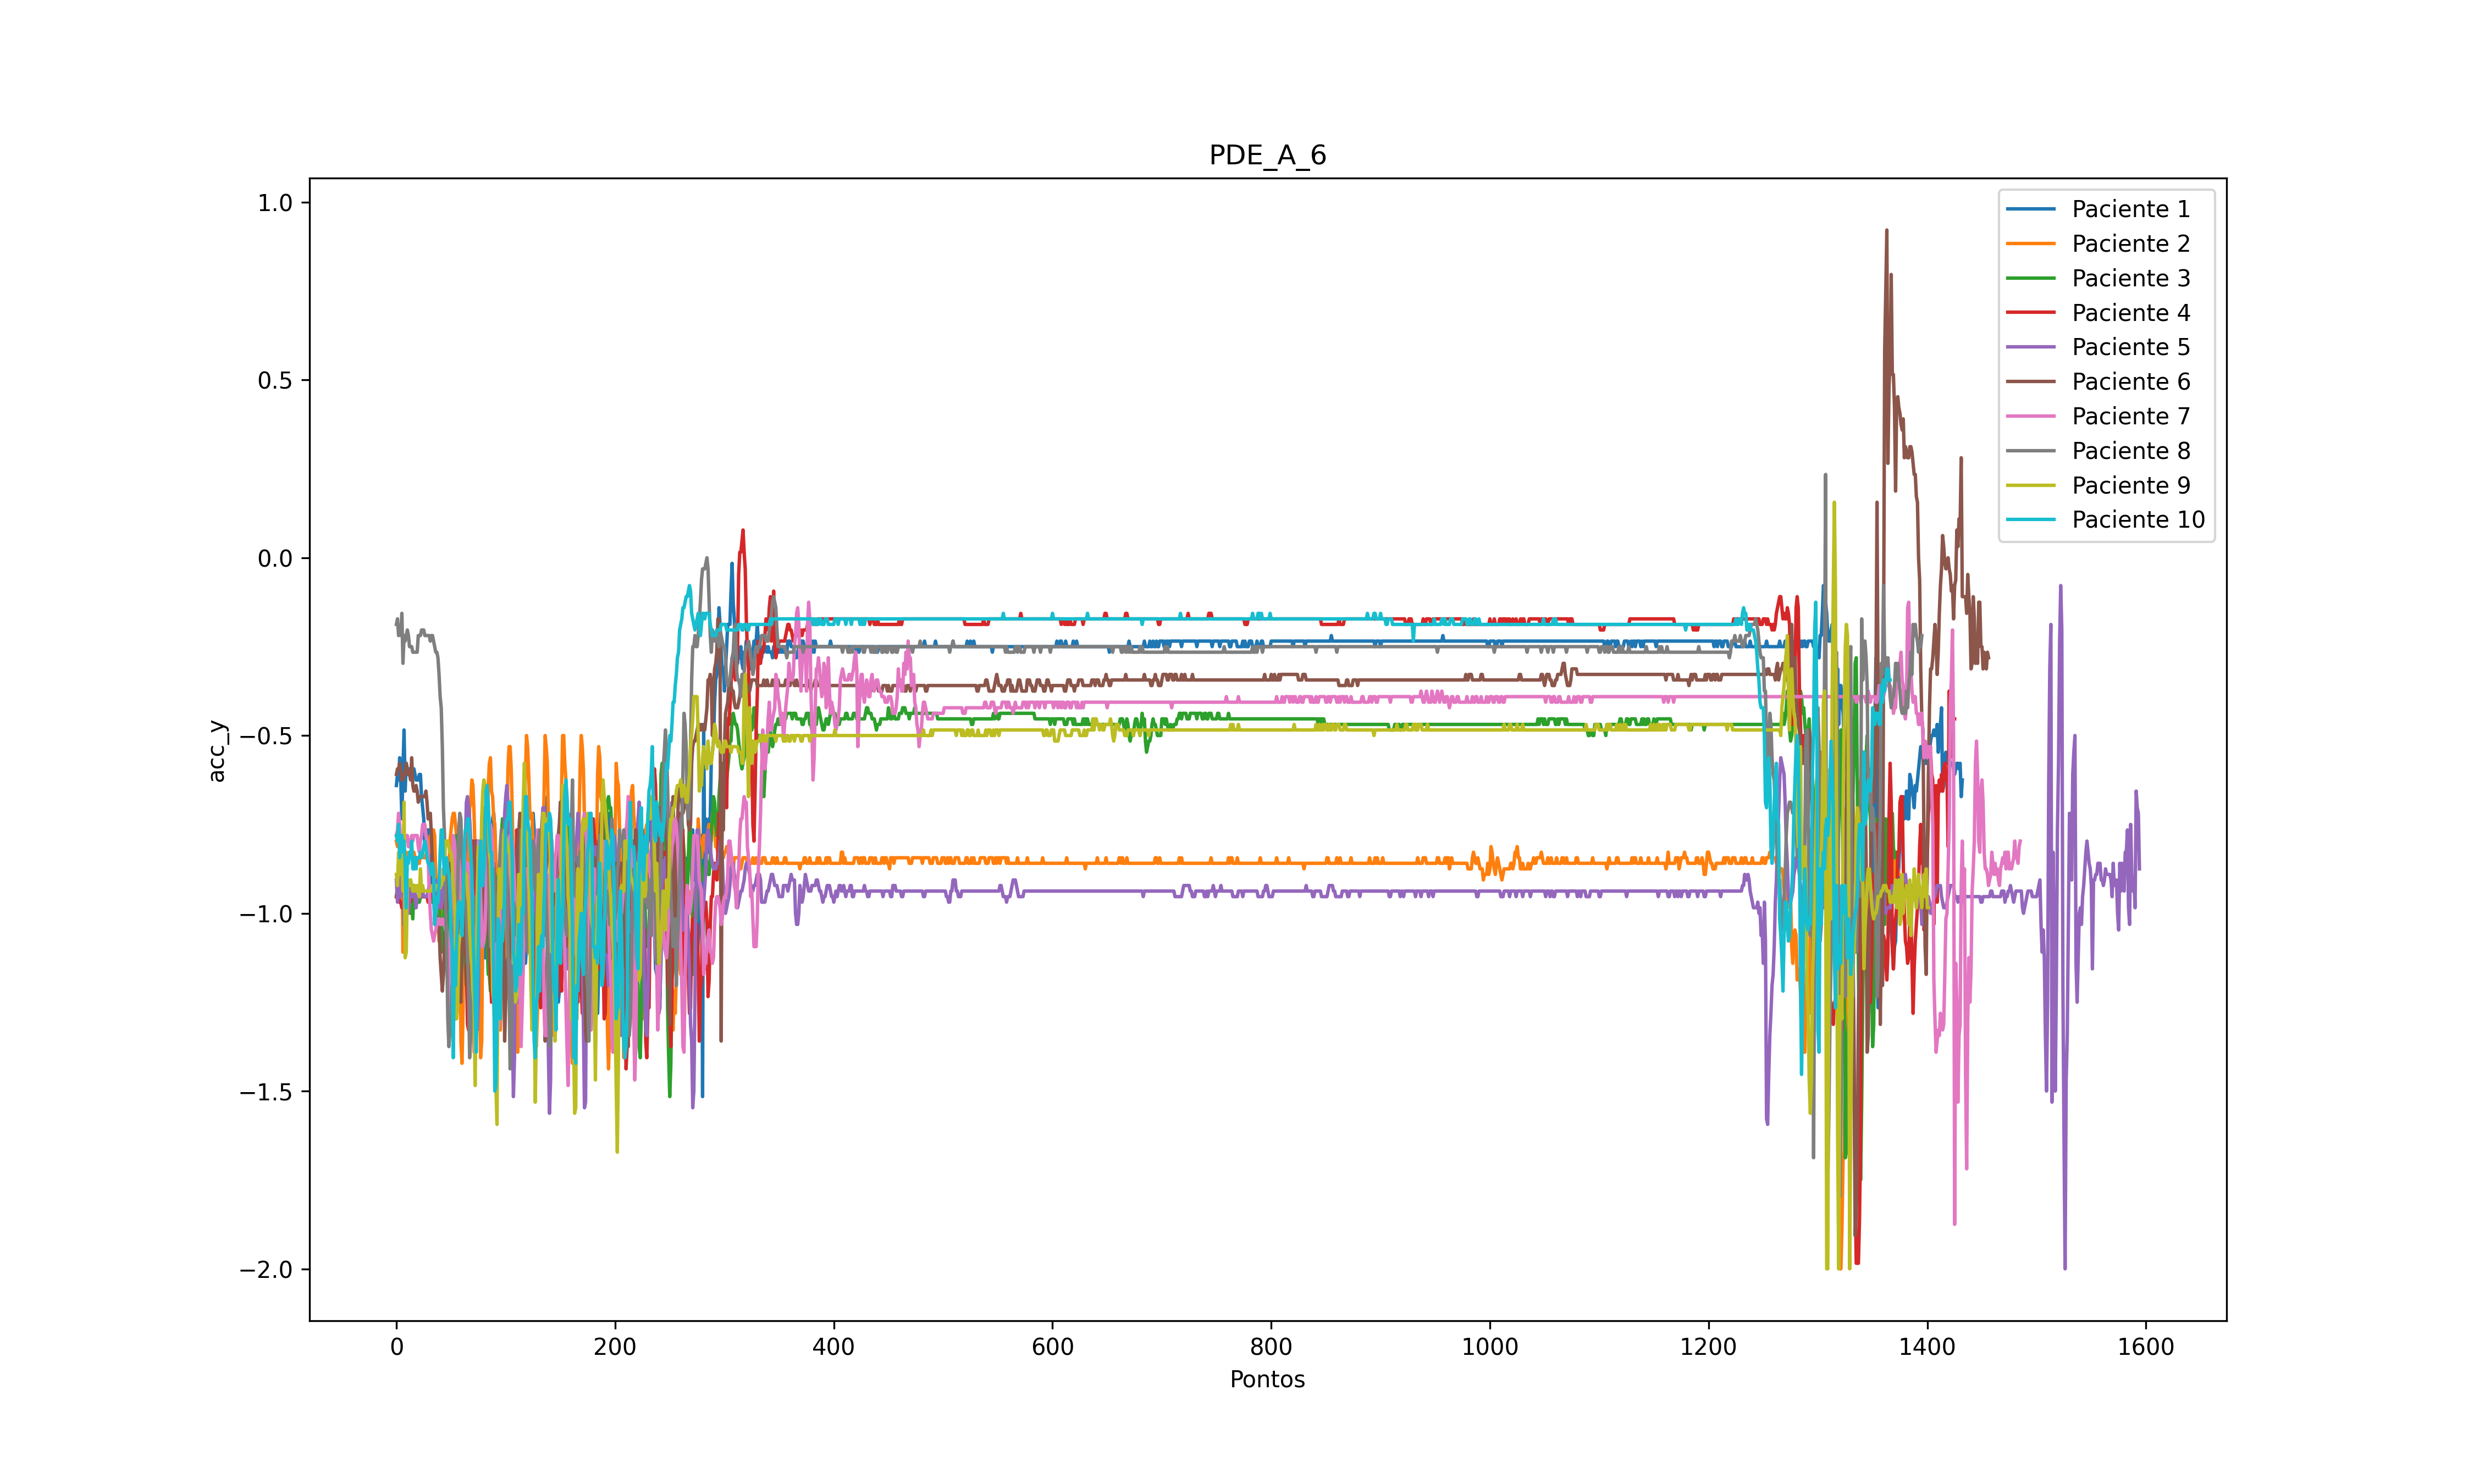 PDE_A_6
1.0
0.5
0.0
−0.5
−1.0
−1.5
−2.0
acc_y
0 200 400 600 800 1000 1200 1400 1600
Pontos
Paciente 1
Paciente 2
Paciente 3
Paciente 4
Paciente 5
Paciente 6
Paciente 7
Paciente 8
Paciente 9
Paciente 10